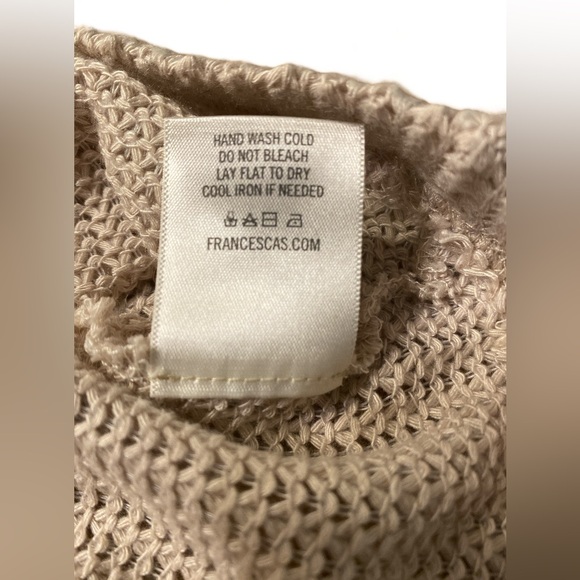 HAND WASH COLD
DO NOT BLEACH
LAY FLAT TO DRY
COOL IRON IF NEEDED
FRANCESCAS.COM